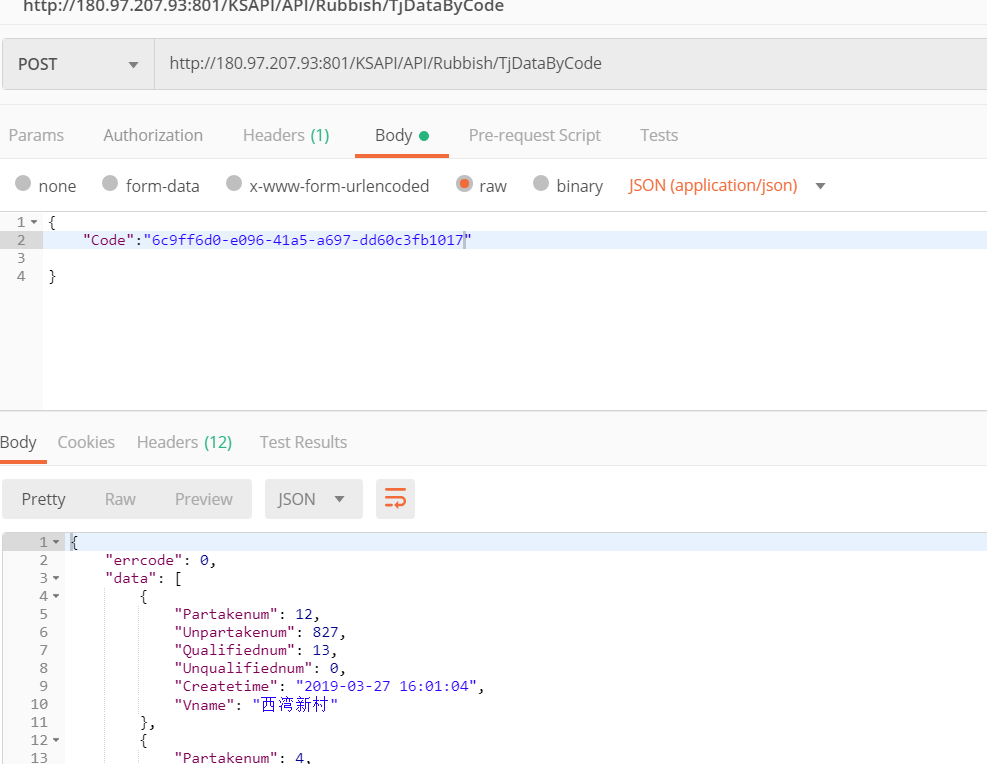 http://180.97.207.93:801/KSAPI/API/Rubbish/TjDataByCode
POST http://180.97.207.93:801/KSAPI/API/Rubbish/TjDataByCode
Params Authorization Headers (1) Body Pre-request Script Tests
none form-data x-www-form-urlencoded raw binary JSON (application/json)
1 {
2 "Code":"6c9ff6d0-e096-41a5-a697-dd60c3fb1017"
3
4 }
Body Cookies Headers (12) Test Results
Pretty Raw Preview JSON
1 {
2 "errcode": 0,
3 "data": [
4 {
5 "Partakenum": 12,
6 "Unpartakenum": 827,
7 "Qualifiednum": 13,
8 "Unqualifiednum": 0,
9 "Createtime": "2019-03-27 16:01:04",
10 "Vname": "西湾新村"
11 },
12 {
13 "Partakenum": 4,